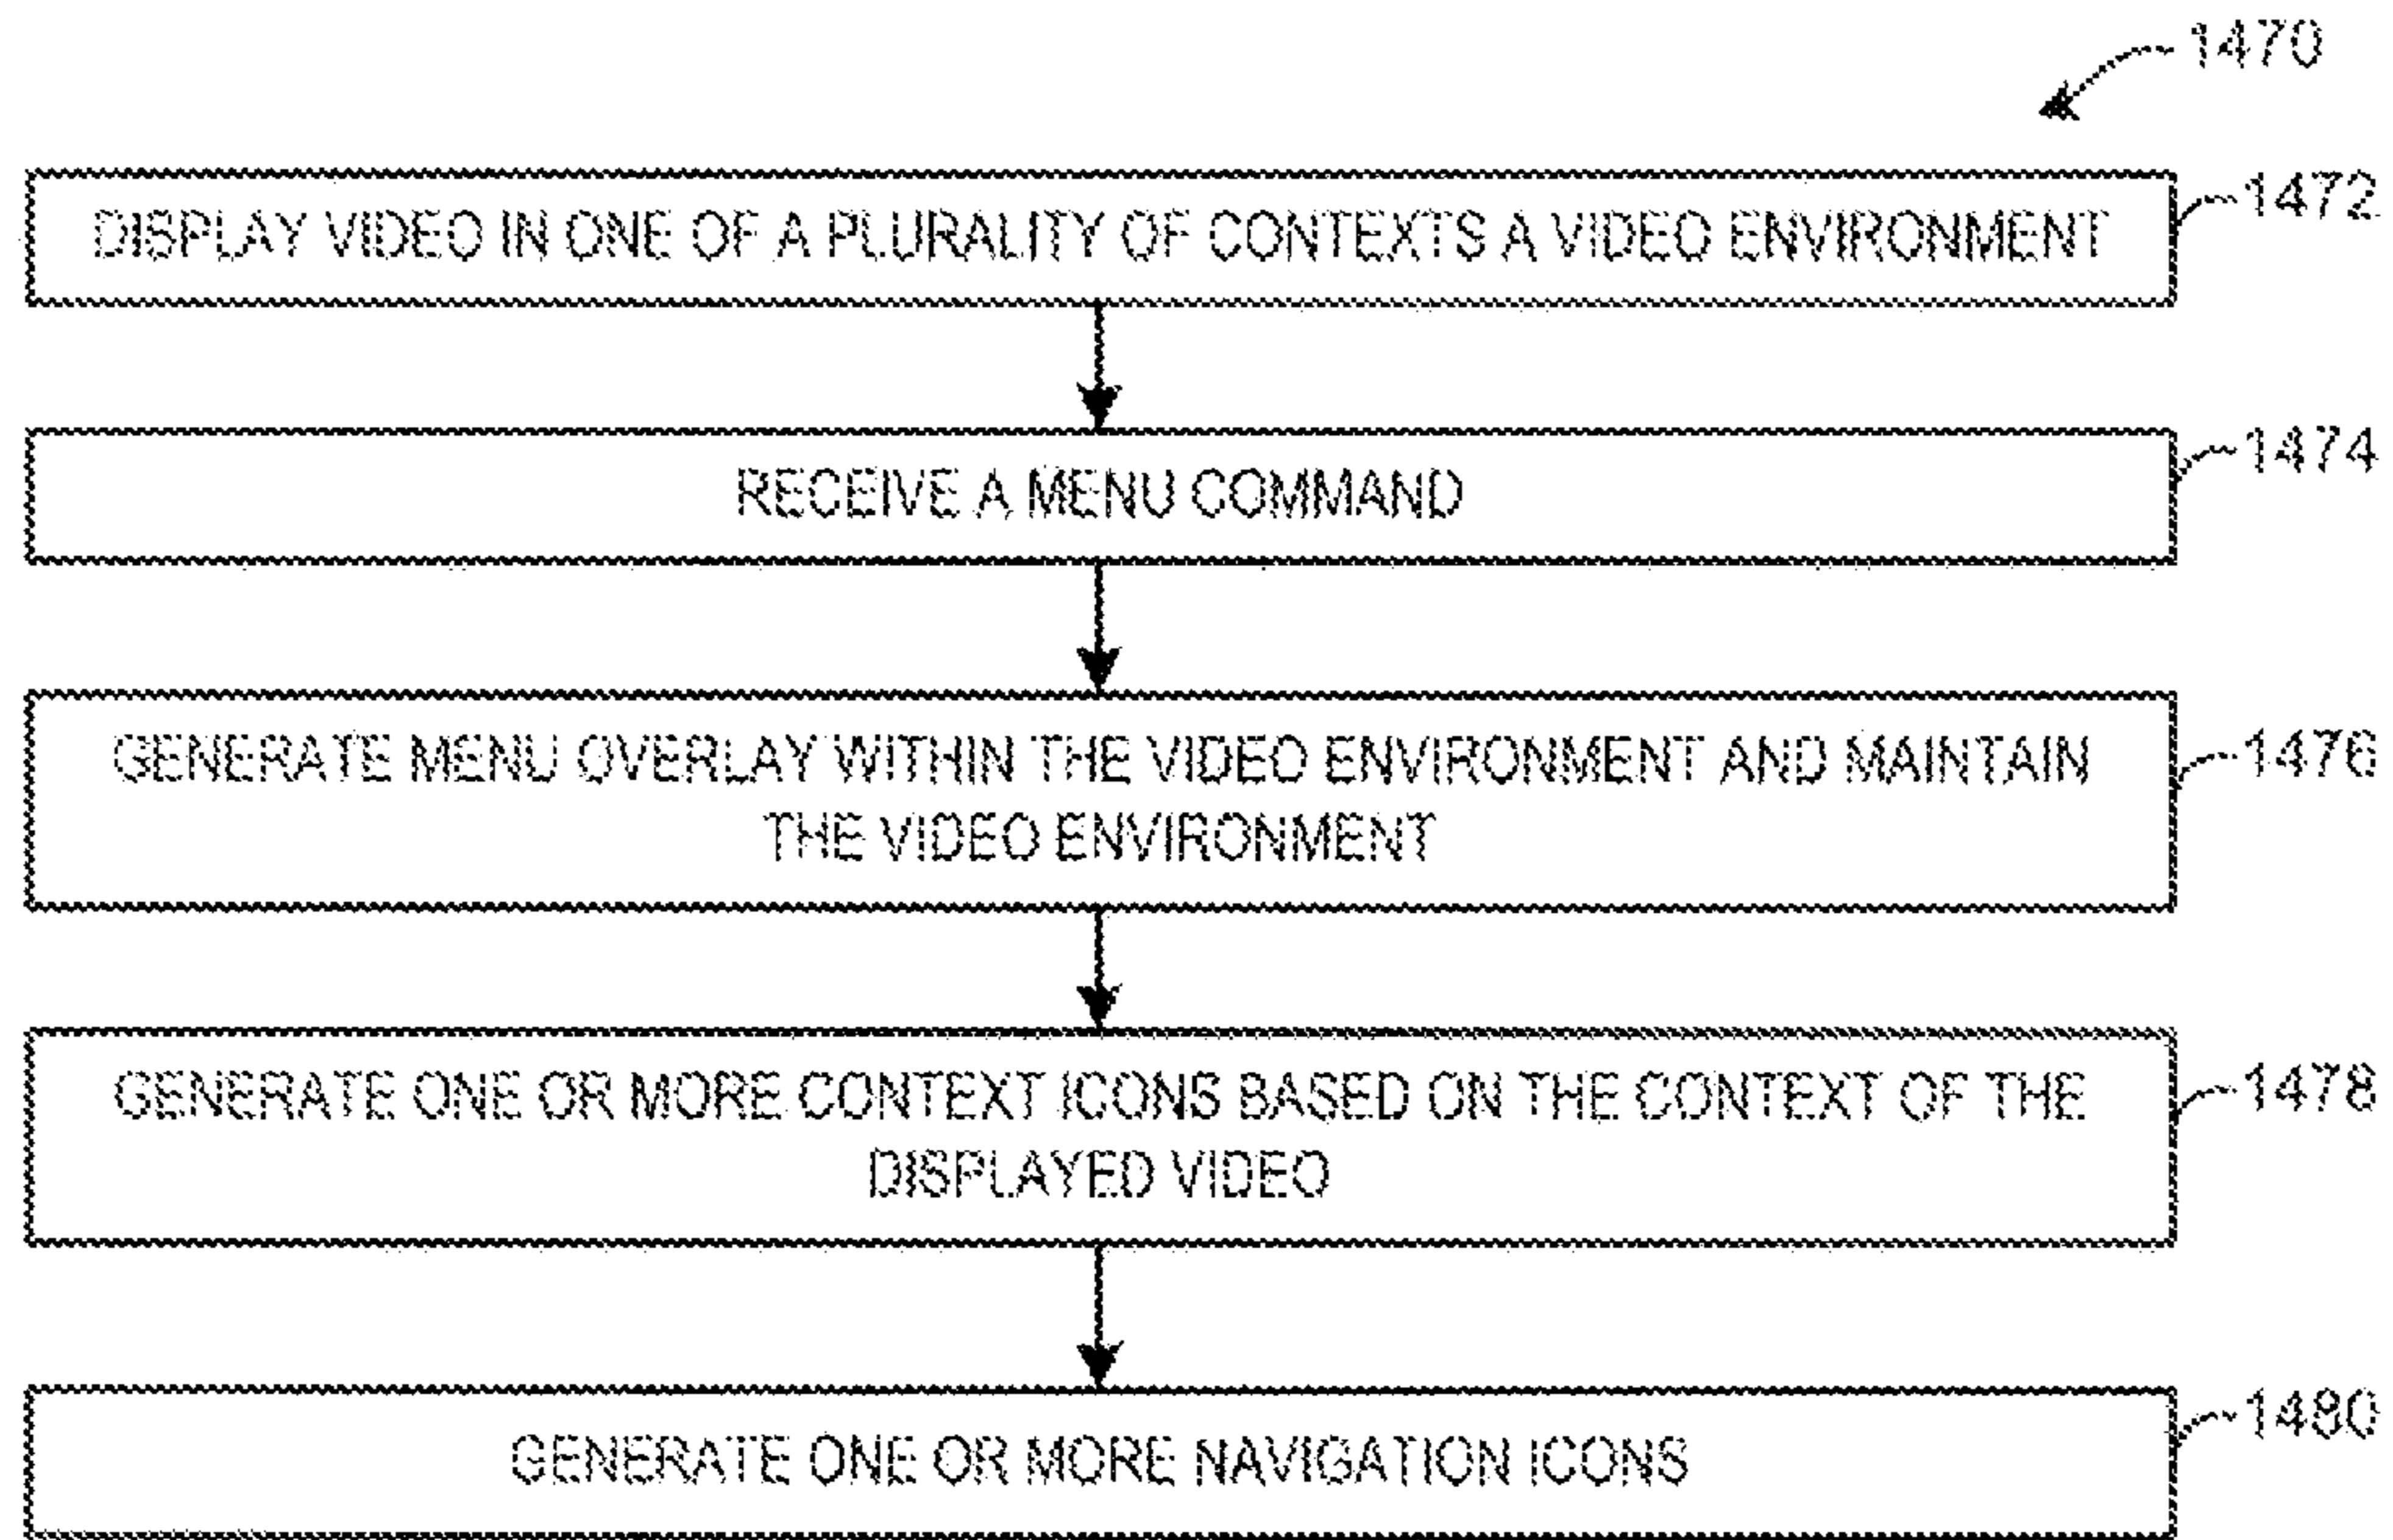 1470
DISPLAY VIDEO IN ONE OF A PLURALITY OF CONTEXTS A VIDEO ENVIRONMENT
1472
RECEIVE A MENU COMMAND
1474
GENERATE MENU OVERLAY WITHIN THE VIDEO ENVIRONMENT AND MAINTAIN
THE VIDEO ENVIRONMENT
1476
GENERATE ONE OR MORE CONTEXT ICONS BASED ON THE CONTEXT OF THE
DISPLAYED VIDEO
1478
GENERATE ONE OR MORE NAVIGATION ICONS
1480